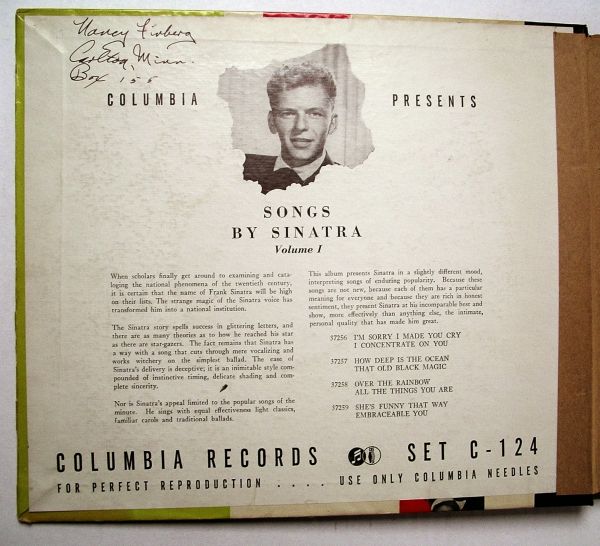 Nancy Finberg
Carlton, Minn.
Box 155
COLUMBIA PRESENTS
SONGS
BY SINATRA
Volume I
When scholars finally get around to examining and cata-
loging the national phenomena of the twentieth century,
it is certain that the name of Frank Sinatra will be high
on their lists. The strange magic of the Sinatra voice has
transformed him into a national institution.
The Sinatra story spells success in glittering letters, and
there are as many theories as to how he reached his star
as there are star-gazers. The fact remains that Sinatra has
a way with a song that cuts through mere vocalizing and
works witchery on the simplest ballad. The case of
Sinatra's delivery is deceptive; it is an inimitable style com-
pounded of instinctive timing, delicate shading and com-
plete sincerity.
Nor is Sinatra's appeal limited to the popular songs of the
minute. He sings with equal effectiveness light classics,
familiar carols and traditional ballads.
This album presents Sinatra in a slightly different mood,
interpreting songs of enduring popularity. Because these
songs are not new, because each of them has a particular
meaning for everyone and because they are rich in honest
sentiment, they present Sinatra at his incomparable best and
show, more effectively than anything else, the intimate,
personal quality that has made him great.
37256 I'M SORRY I MADE YOU CRY
I CONCENTRATE ON YOU
37257 HOW DEEP IS THE OCEAN
THAT OLD BLACK MAGIC
37258 OVER THE RAINBOW
ALL THE THINGS YOU ARE
37259 SHE'S FUNNY THAT WAY
EMBRACEABLE YOU
COLUMBIA RECORDS SET C-124
FOR PERFECT REPRODUCTION .... USE ONLY COLUMBIA NEEDLES